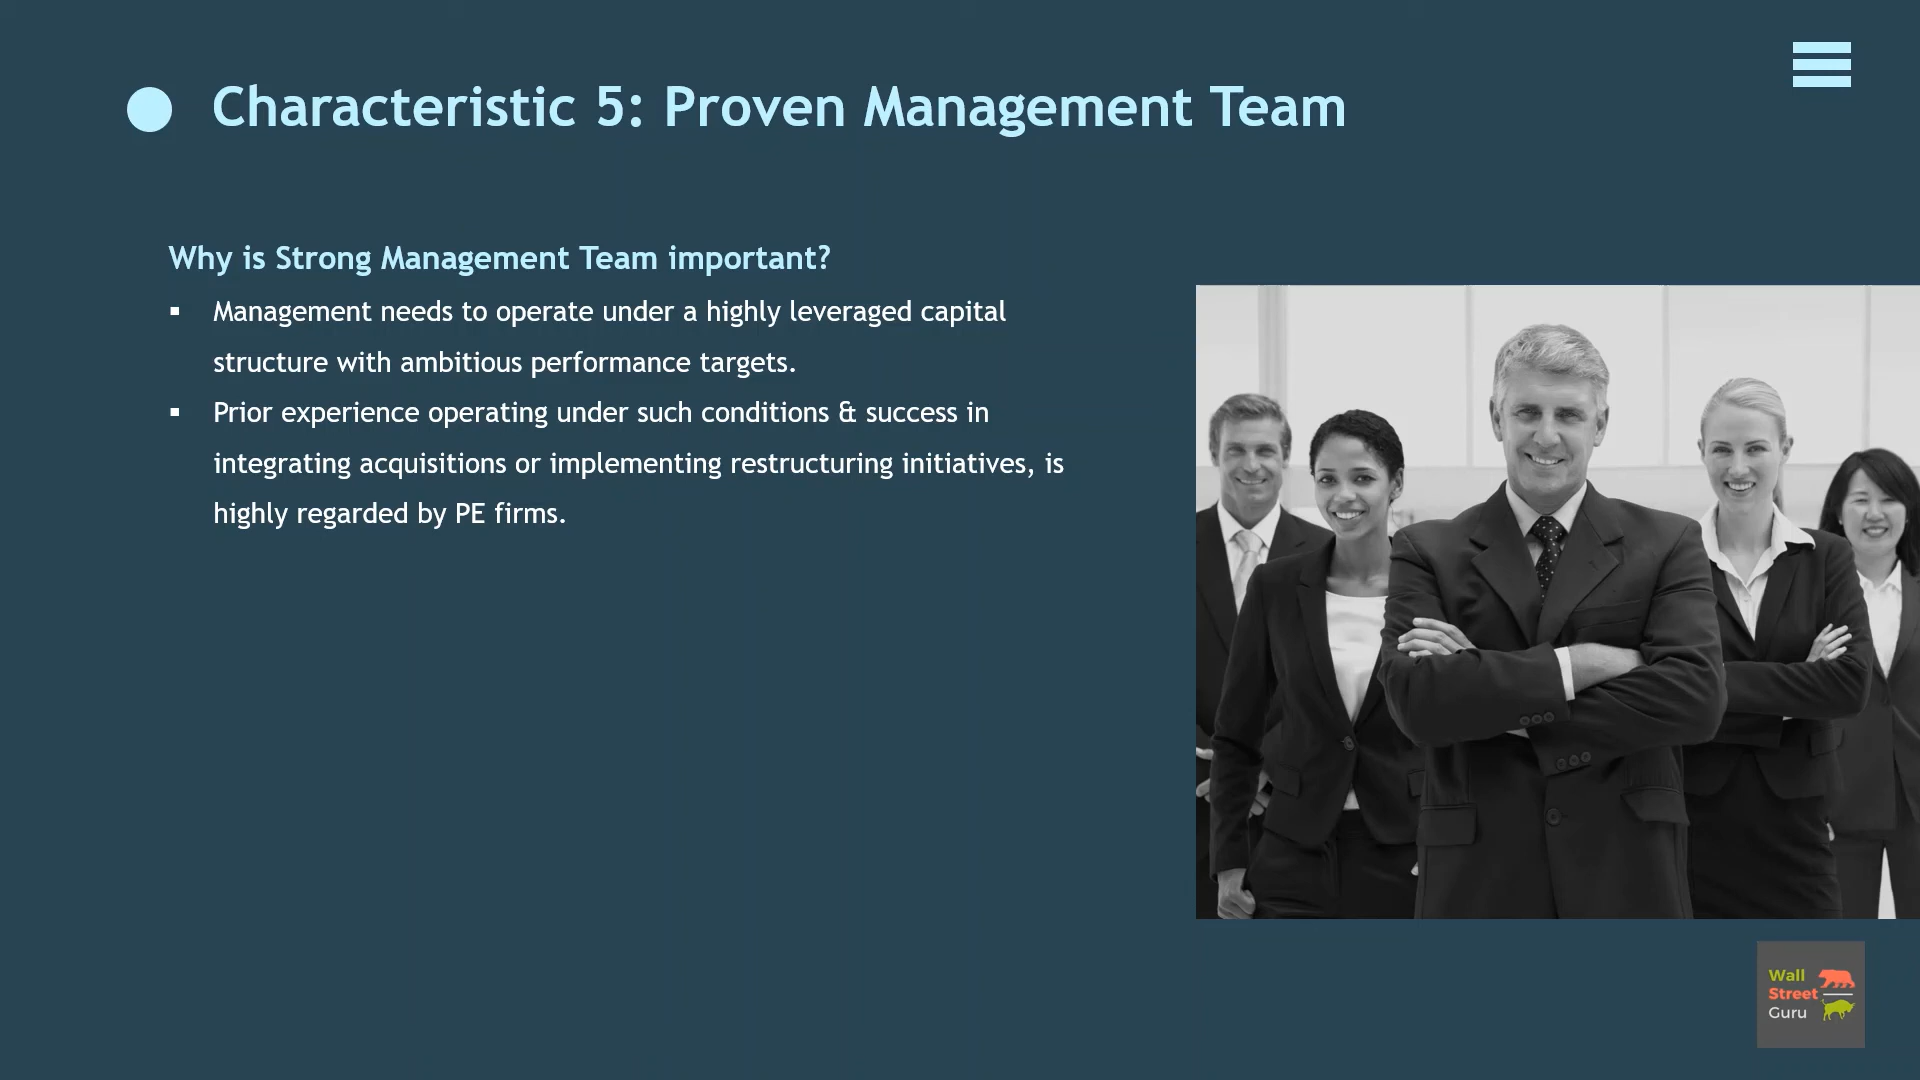 Characteristic 5: Proven Management Team
Why is Strong Management Team important?
▪ Management needs to operate under a highly leveraged capital
structure with ambitious performance targets.
▪ Prior experience operating under such conditions & success in
integrating acquisitions or implementing restructuring initiatives, is
highly regarded by PE firms.
Wall
Street
Guru